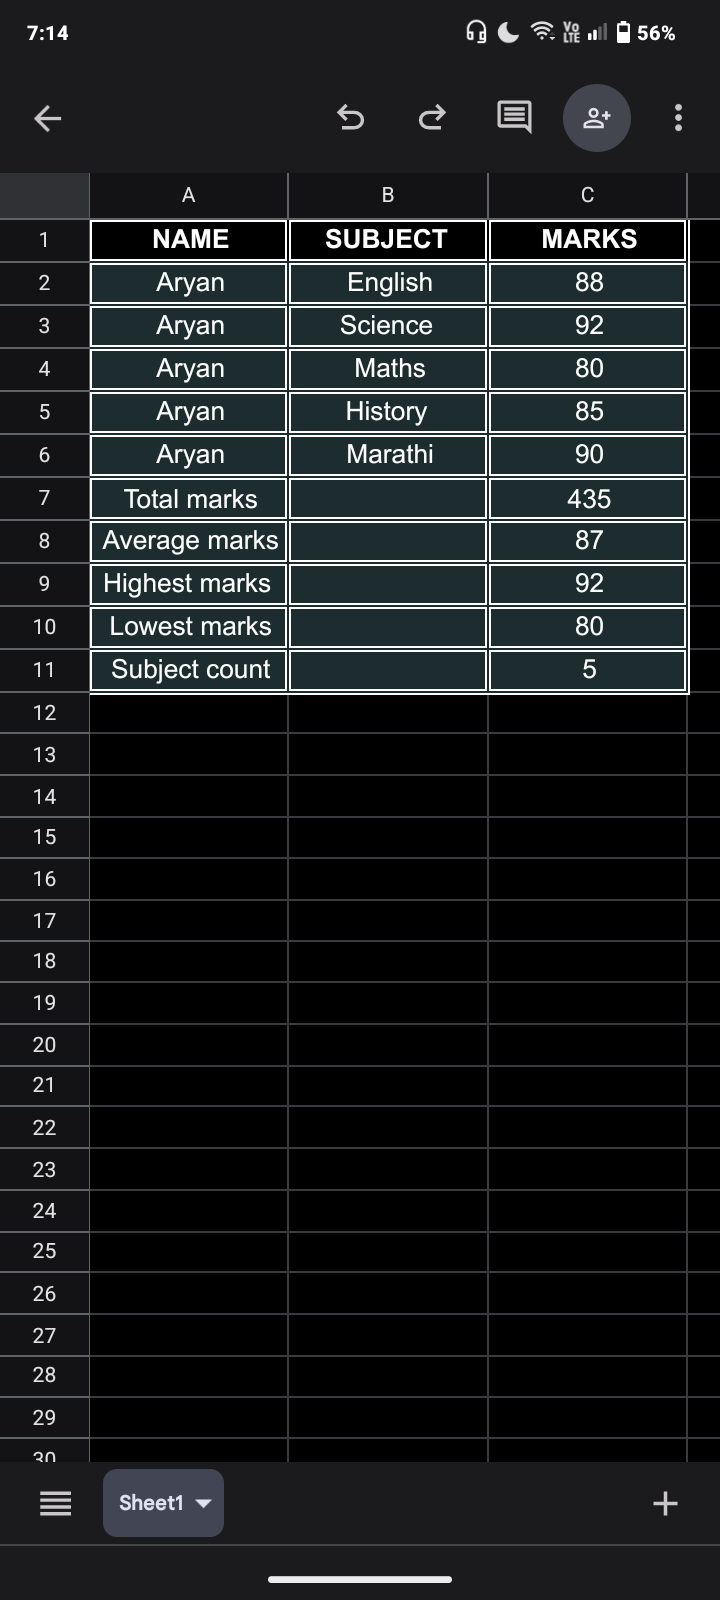 7:14 Vo LTE 56%
A B C
1 NAME SUBJECT MARKS
2 Aryan English 88
3 Aryan Science 92
4 Aryan Maths 80
5 Aryan History 85
6 Aryan Marathi 90
7 Total marks 435
8 Average marks 87
9 Highest marks 92
10 Lowest marks 80
11 Subject count 5
12
13
14
15
16
17
18
19
20
21
22
23
24
25
26
27
28
29
30
Sheet1